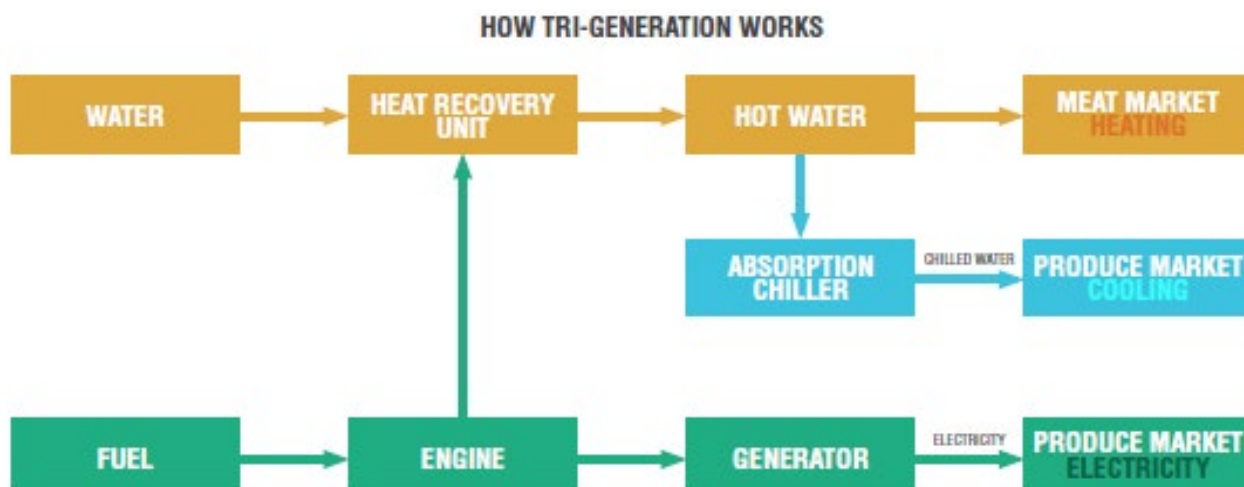 HOW TRI-GENERATION WORKS
WATER
HEAT RECOVERY
UNIT
HOT WATER
MEAT MARKET
HEATING
ABSORPTION
CHILLER
CHILLED WATER
PRODUCE MARKET
COOLING
FUEL
ENGINE
GENERATOR
ELECTRICITY
PRODUCE MARKET
ELECTRICITY